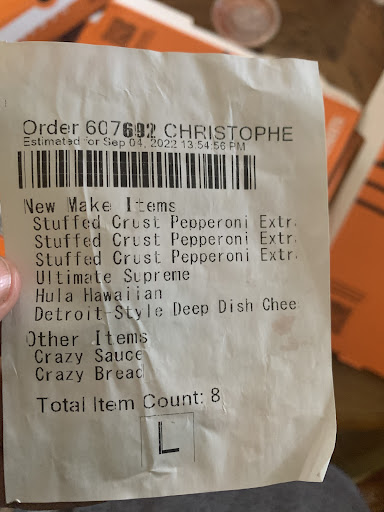 Order 607692 CHRISTOPHE
Estimated for Sep 04, 2022 13:54:56 PM
New Make Items
Stuffed Crust Pepperoni Extr
Stuffed Crust Pepperoni Extr
Stuffed Crust Pepperoni Extr
Ultimate Supreme
Hula Hawaiian
Detroit-Style Deep Dish Chee
Other Items
Crazy Sauce
Crazy Bread
Total Item Count: 8
L